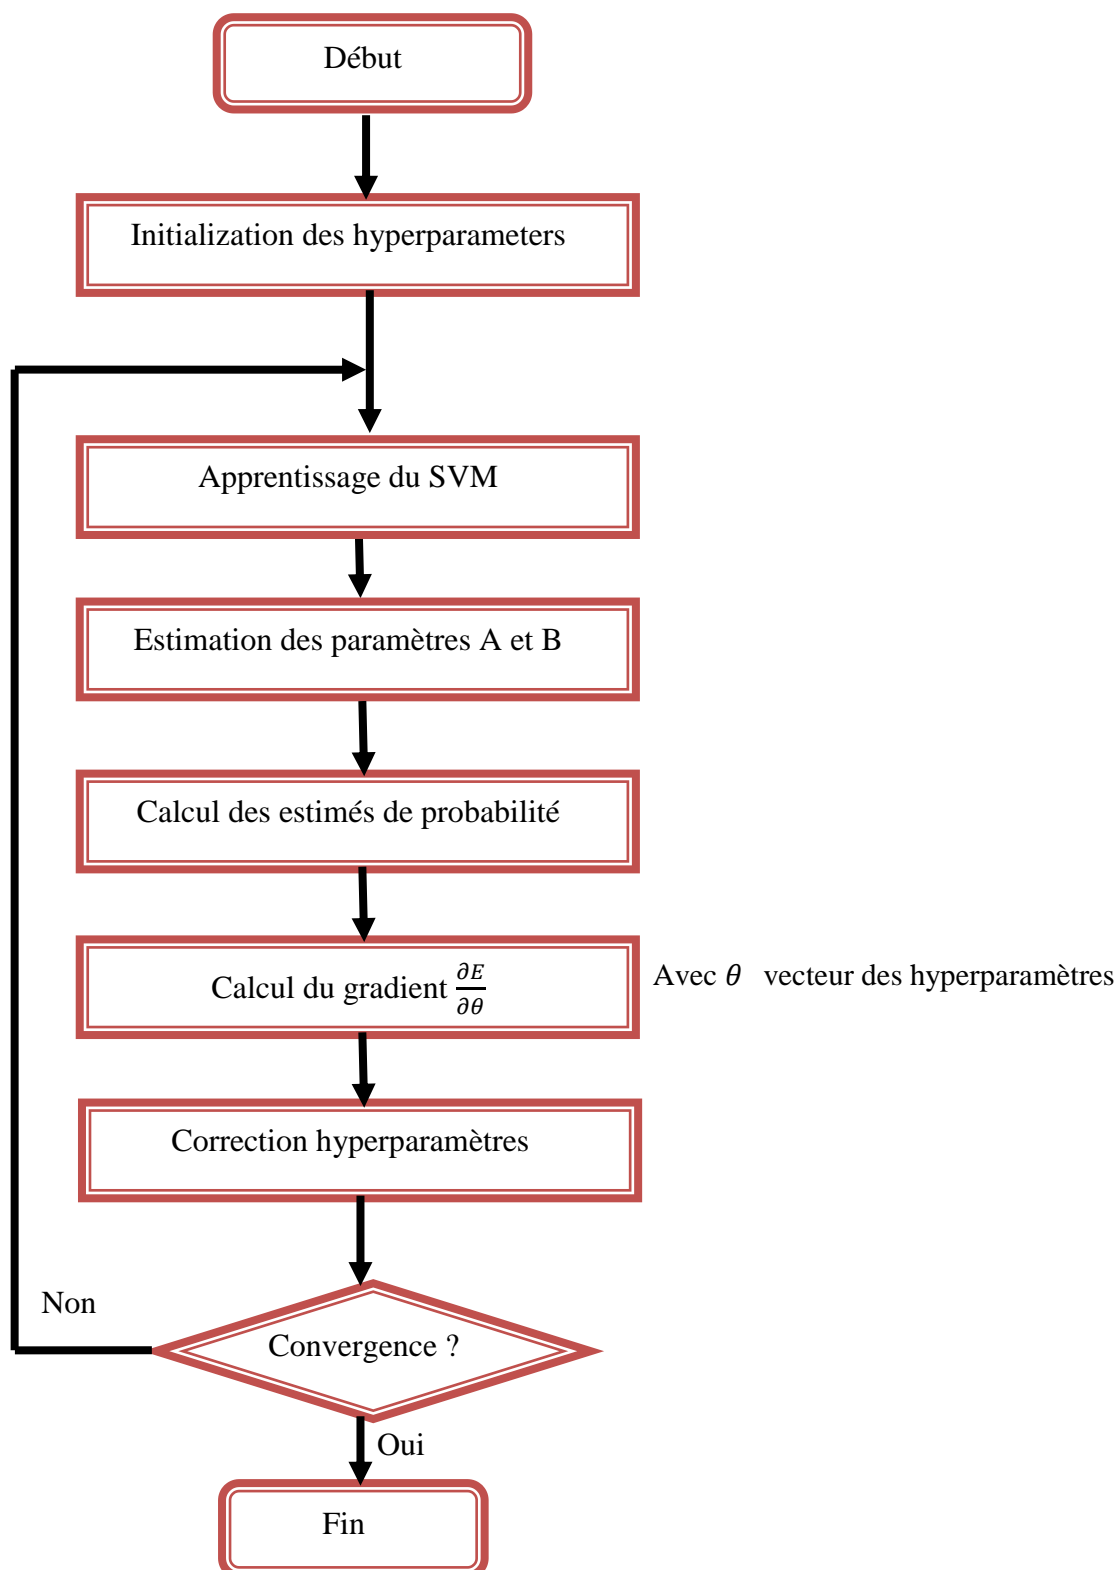 Début
Initialization des hyperparameters
Apprentissage du SVM
Estimation des paramètres A et B
Calcul des estimés de probabilité
Calcul du gradient ∂E/∂θ
Avec θ vecteur des hyperparamètres
Correction hyperparamètres
Non
Convergence ?
Oui
Fin